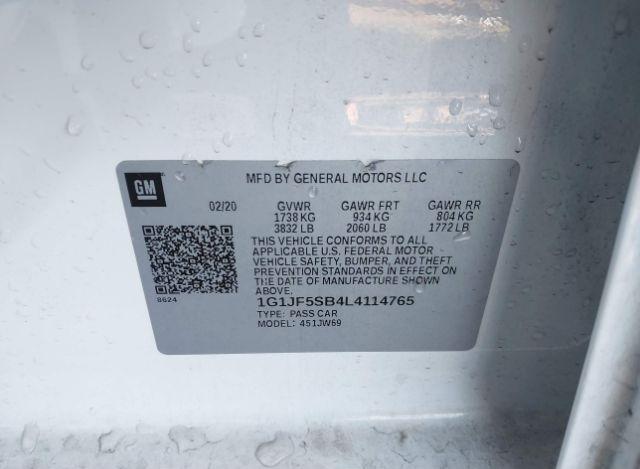 GM
MFD BY GENERAL MOTORS LLC
02/20 GVWR GAWR FRT GAWR RR
1738 KG 934 KG 804 KG
3832 LB 2060 LB 1772 LB
THIS VEHICLE CONFORMS TO ALL
APPLICABLE U.S. FEDERAL MOTOR
VEHICLE SAFETY, BUMPER, AND THEFT
PREVENTION STANDARDS IN EFFECT ON
THE DATE OF MANUFACTURE SHOWN
ABOVE.
8624
1G1JF5SB4L4114765
TYPE: PASS CAR
MODEL: 451JW69